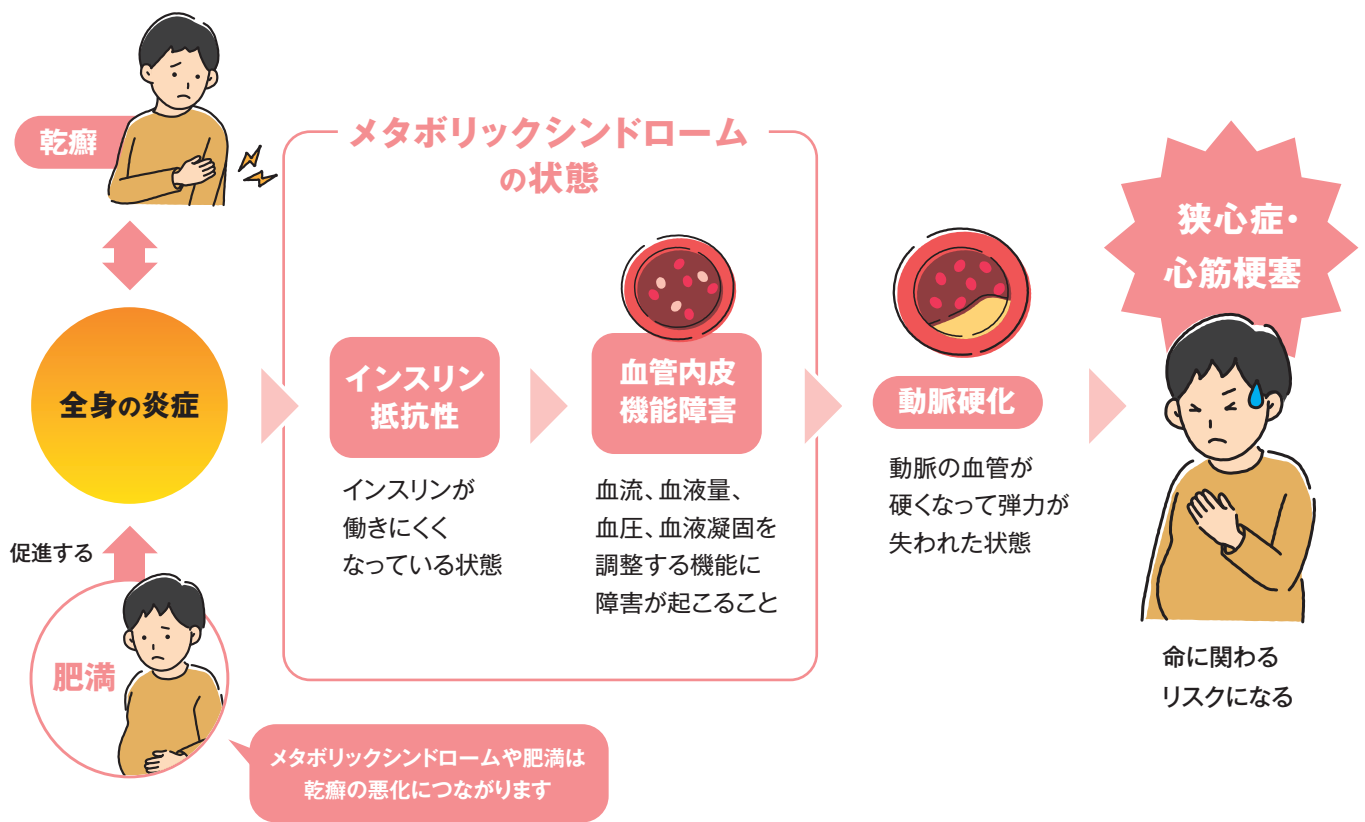 乾癬
全身の炎症
促進する
肥満
メタボリックシンドロームや肥満は
乾癬の悪化につながります
メタボリックシンドローム
の状態
インスリン
抵抗性
インスリンが
働きにくく
なっている状態
血管内皮
機能障害
血流、血液量、
血圧、血液凝固を
調整する機能に
障害が起こること
動脈硬化
動脈の血管が
硬くなって弾力が
失われた状態
狭心症・
心筋梗塞
命に関わる
リスクになる